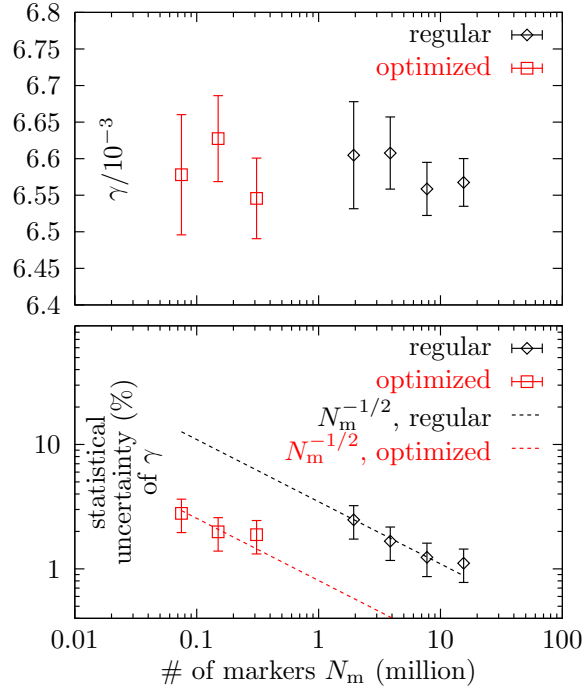 6.8
6.75
6.7
6.65
6.6
6.55
6.5
6.45
6.4
γ/10⁻³
regular
optimized
10
1
statistical
uncertainty (%)
of γ
regular
optimized
N_m^{-1/2}, regular
N_m^{-1/2}, optimized
0.01 0.1 1 10 100
# of markers N_m (million)